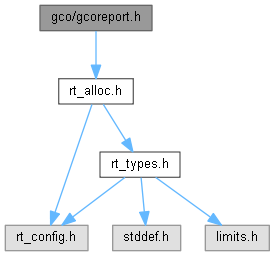 gco/gcoreport.h
rt_alloc.h
rt_types.h
rt_config.h
stddef.h
limits.h